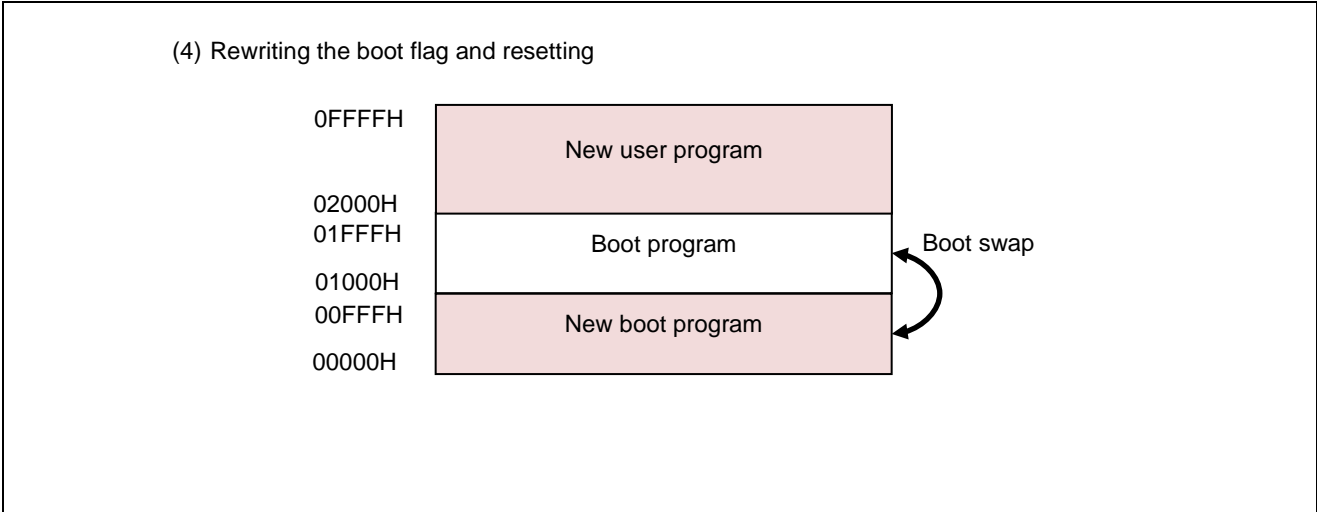 (4) Rewriting the boot flag and resetting
0FFFFH
New user program
02000H
01FFFH
Boot program
Boot swap
01000H
00FFFH
New boot program
00000H